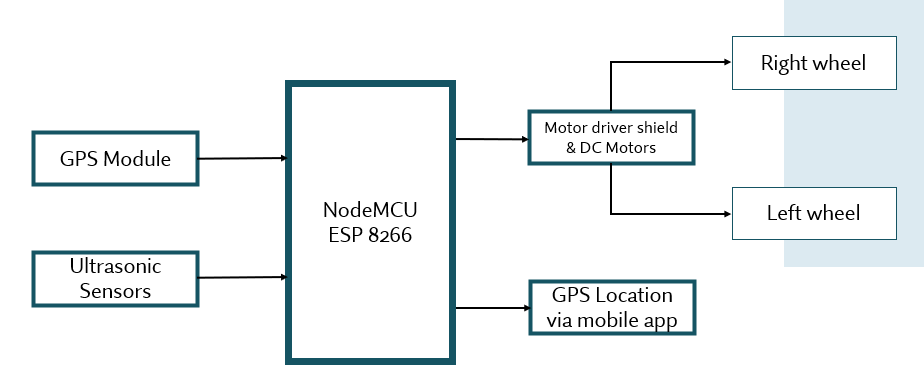 Right wheel
Motor driver shield
& DC Motors
GPS Module
NodeMCU
ESP 8266
Left wheel
Ultrasonic
Sensors
GPS Location
via mobile app